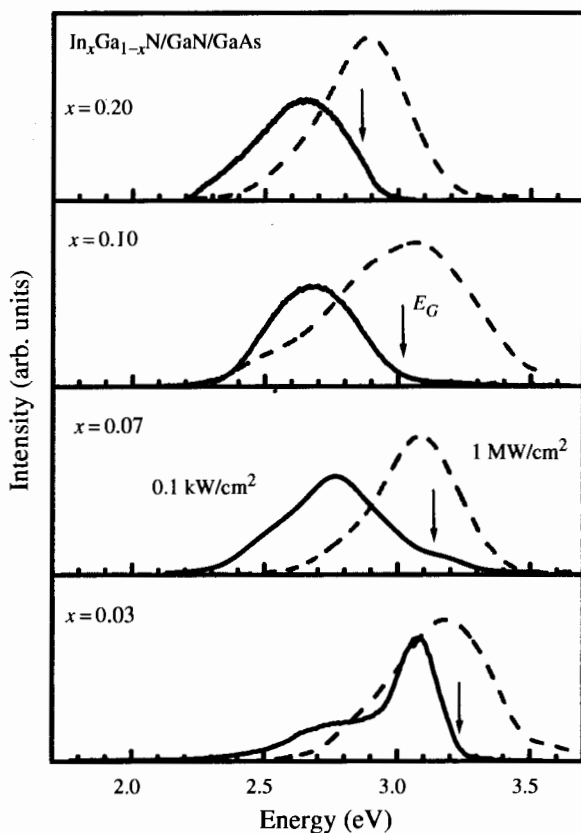 InₓGa₁₋ₓN/GaN/GaAs
x = 0.20
x = 0.10
E_G
x = 0.07
0.1 kW/cm²
1 MW/cm²
x = 0.03
Intensity (arb. units)
2.0 2.5 3.0 3.5
Energy (eV)